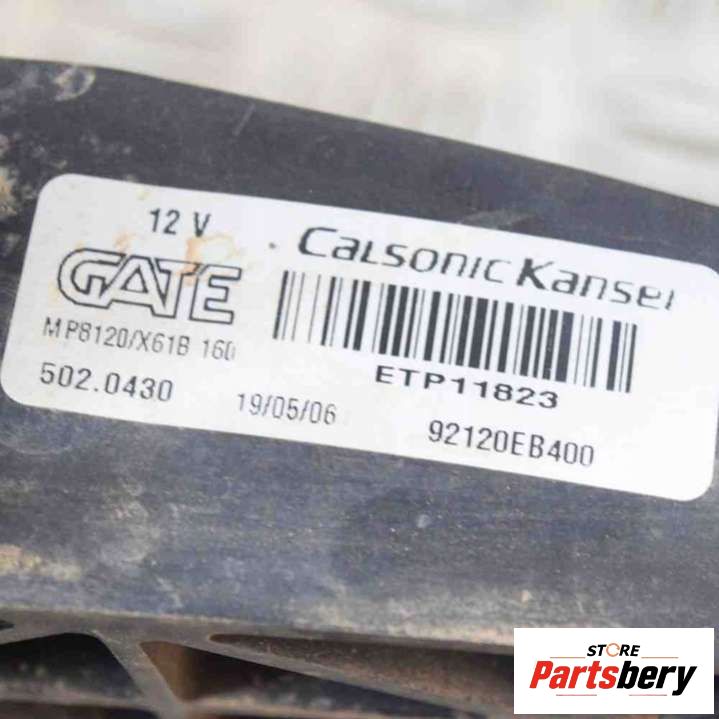 12 V
GATE
CALSONIC KANSEI
MP8120/X61B 160
ETP11823
502.0430
19/05/06
92120EB400
STORE
Partsbery